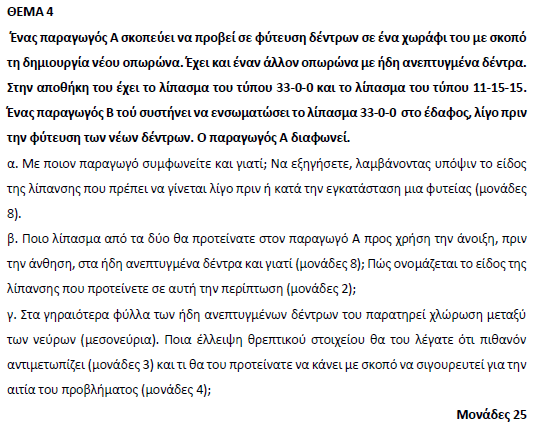 ΘΕΜΑ 4
Ένας παραγωγός Α σκοπεύει να προβεί σε φύτευση δέντρων σε ένα χωράφι του με σκοπό
τη δημιουργία νέου οπωρώνα. Έχει και έναν άλλον οπωρώνα με ήδη ανεπτυγμένα δέντρα.
Στην αποθήκη του έχει το λίπασμα του τύπου 33-0-0 και το λίπασμα του τύπου 11-15-15.
Ένας παραγωγός Β τού συστήνει να ενσωματώσει το λίπασμα 33-0-0 στο έδαφος, λίγο πριν
την φύτευση των νέων δέντρων. Ο παραγωγός Α διαφωνεί.
α. Με ποιον παραγωγό συμφωνείτε και γιατί; Να εξηγήσετε, λαμβάνοντας υπόψιν το είδος
της λίπανσης που πρέπει να γίνεται λίγο πριν ή κατά την εγκατάσταση μια φυτείας (μονάδες
8).
β. Ποιο λίπασμα από τα δύο θα προτείνατε στον παραγωγό Α προς χρήση την άνοιξη, πριν
την άνθηση, στα ήδη ανεπτυγμένα δέντρα και γιατί (μονάδες 8); Πώς ονομάζεται το είδος της
λίπανσης που προτείνετε σε αυτή την περίπτωση (μονάδες 2);
γ. Στα γηραιότερα φύλλα των ήδη ανεπτυγμένων δέντρων του παρατηρεί χλώρωση μεταξύ
των νεύρων (μεσονεύρια). Ποια έλλειψη θρεπτικού στοιχείου θα του λέγατε ότι πιθανόν
αντιμετωπίζει (μονάδες 3) και τι θα του προτείνατε να κάνει με σκοπό να σιγουρευτεί για την
αιτία του προβλήματος (μονάδες 4);
Μονάδες 25